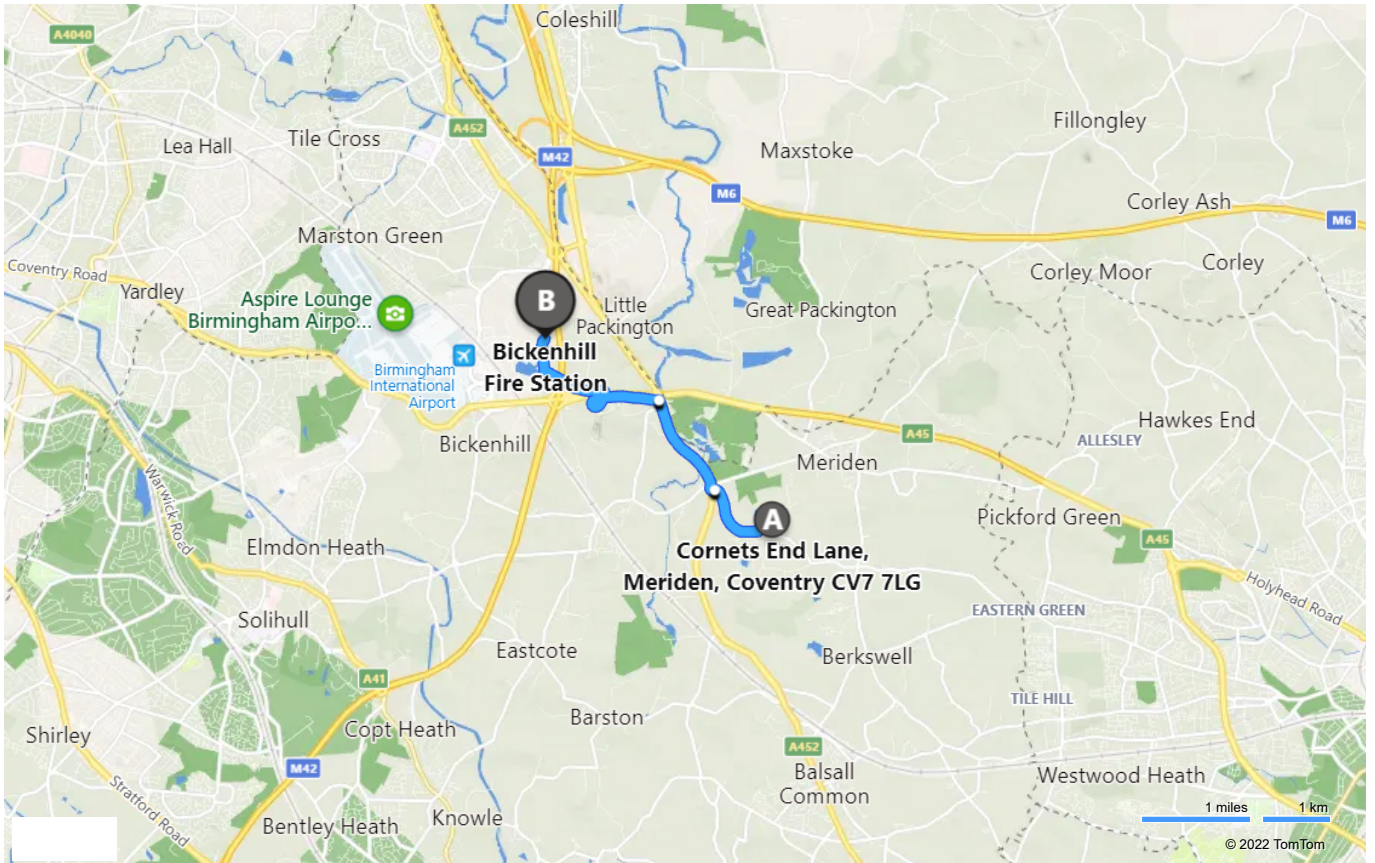 Coleshill
A4040
Fillongley
A452
Tile Cross
Lea Hall
M42
Maxstoke
M6
Corley Ash
M6
Marston Green
Coventry Road
Corley Moor
Corley
Yardley
Aspire Lounge
Birmingham Airpo...
B
Little
Packington
Great Packington
Bickenhill
Fire Station
Birmingham
International
Airport
Hawkes End
A45
ALLESLEY
Bickenhill
Meriden
Warwick Road
A
Pickford Green
Elmdon Heath
A45
Cornets End Lane,
Meriden, Coventry CV7 7LG
Holyhead Road
EASTERN GREEN
Solihull
Eastcote
Berkswell
A41
TILE HILL
Barston
Copt Heath
Shirley
A452
M42
Balsall
Common
Westwood Heath
Stratford Road
1 miles
1 km
Knowle
Bentley Heath
© 2022 TomTom